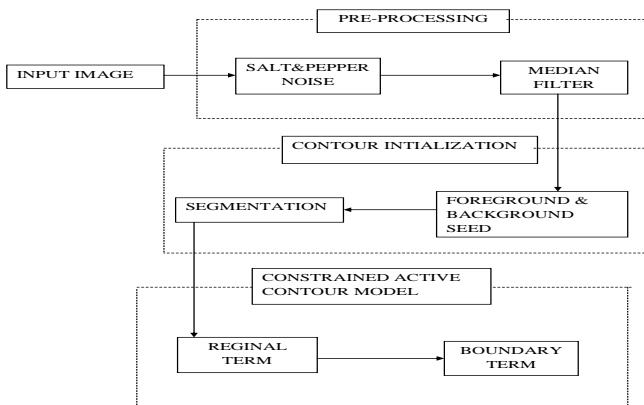 PRE-PROCESSING
INPUT IMAGE
SALT&PEPPER
NOISE
MEDIAN
FILTER
CONTOUR INTIALIZATION
SEGMENTATION
FOREGROUND &
BACKGROUND
SEED
CONSTRAINED ACTIVE
CONTOUR MODEL
REGINAL
TERM
BOUNDARY
TERM